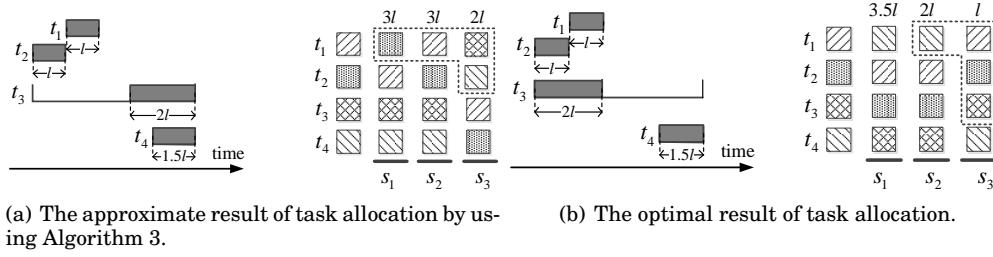 3l 3l 2l
t1
l
t1
t2
l
t2
t3
2l
t3
t4
1.5l
t4
time
s1 s2 s3
(a) The approximate result of task allocation by us-
ing Algorithm 3.
3.5l 2l l
t1
l
t1
t2
l
t2
t3
2l
t3
t4
1.5l
t4
time
s1 s2 s3
(b) The optimal result of task allocation.